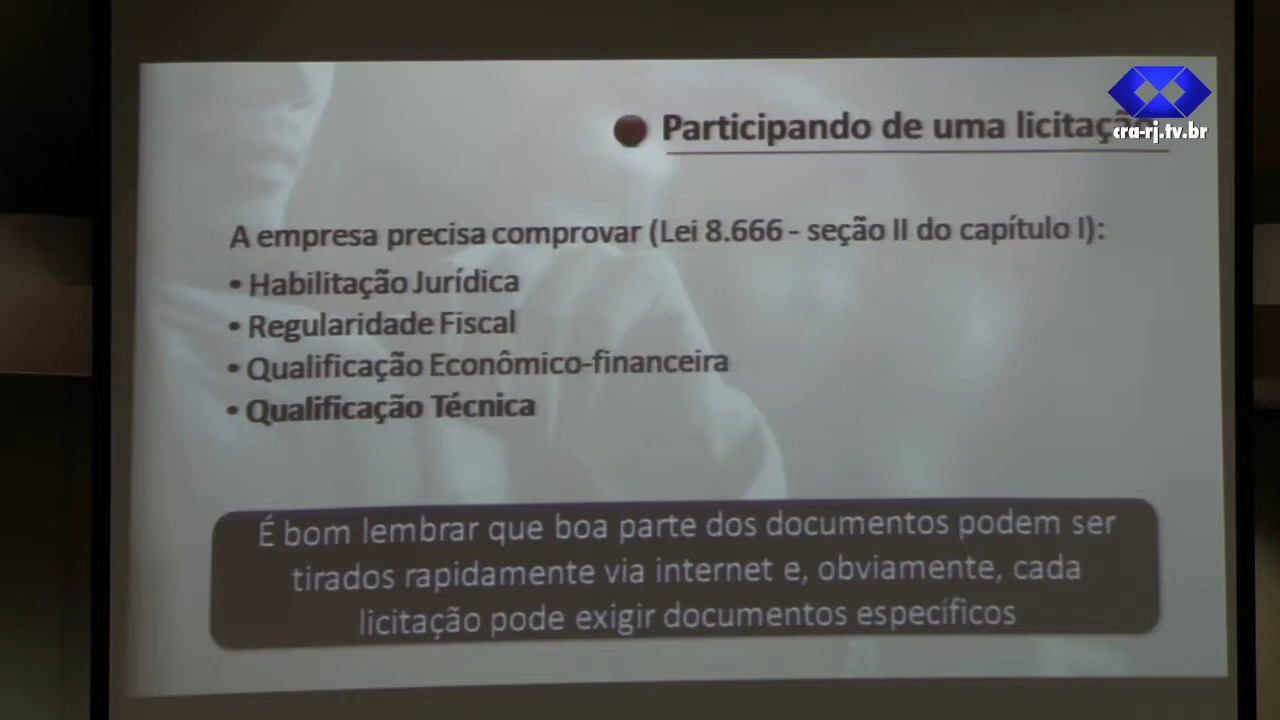 cra-rj.tv.br
Participando de uma licitação
A empresa precisa comprovar (Lei 8.666 - seção II do capítulo I):
• Habilitação Jurídica
• Regularidade Fiscal
• Qualificação Econômico-financeira
• Qualificação Técnica
É bom lembrar que boa parte dos documentos podem ser
tirados rapidamente via internet e, obviamente, cada
licitação pode exigir documentos específicos